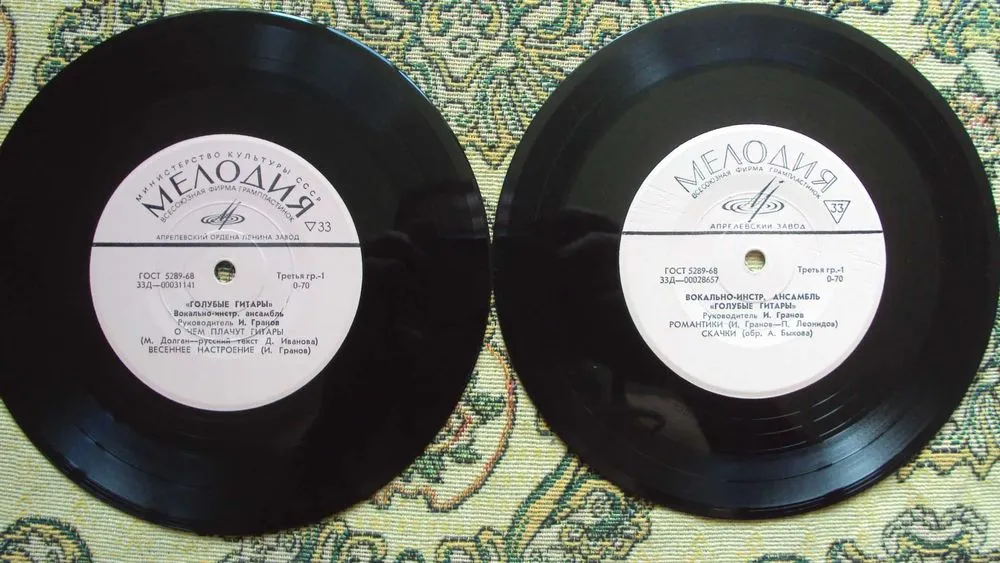 МИНИСТЕРСТВО КУЛЬТУРЫ СССР
МЕЛОДИЯ
ВСЕСОЮЗНАЯ ФИРМА ГРАМПЛАСТИНОК
33
АПРЕЛЕВСКИЙ ОРДЕНА ЛЕНИНА ЗАВОД
ГОСТ 5289-68 Третья гр.-1
33Д—00031141 0-70
«ГОЛУБЫЕ ГИТАРЫ»
Вокально-инстр. ансамбль
Руководитель И. Гранов
О ЧЕМ ПЛАЧУТ ГИТАРЫ
(М. Долган—русский текст Д. Иванова)
ВЕСЕННЕЕ НАСТРОЕНИЕ (И. Гранов)
МЕЛОДИЯ
ВСЕСОЮЗНАЯ ФИРМА ГРАМПЛАСТИНОК
33
АПРЕЛЕВСКИЙ ЗАВОД
ГОСТ 5289-68 Третья гр.-1
33Д—00028657 0-70
ВОКАЛЬНО-ИНСТР. АНСАМБЛЬ
«ГОЛУБЫЕ ГИТАРЫ»
Руководитель И. Гранов
РОМАНТИКИ (И. Гранов—П. Леонидов)
СКАЧКИ (обр. А. Быкова)